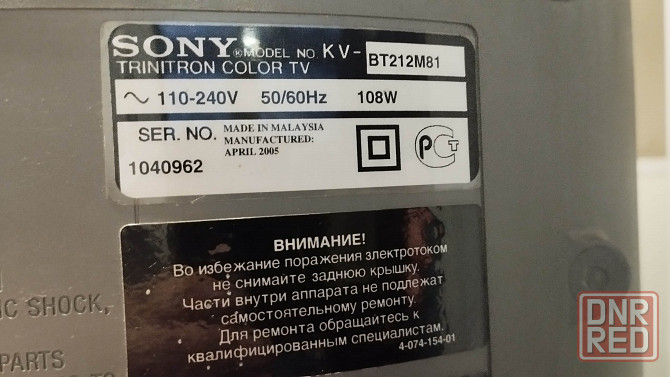 SONY® MODEL NO. KV-BT212M81
TRINITRON COLOR TV
~ 110-240V 50/60Hz 108W
SER. NO. MADE IN MALAYSIA
MANUFACTURED:
APRIL 2005
1040962
РСТ
ВНИМАНИЕ!
Во избежание поражения злектротоком
не снимайте заднюю крышку.
Части внутри аппарата не подлежат
самостоятельному ремонту.
Для ремонта обращайтесь к
квалифицированным специалистам.
4-074-154-01
IC SHOCK,
PARTS
DNR
RED